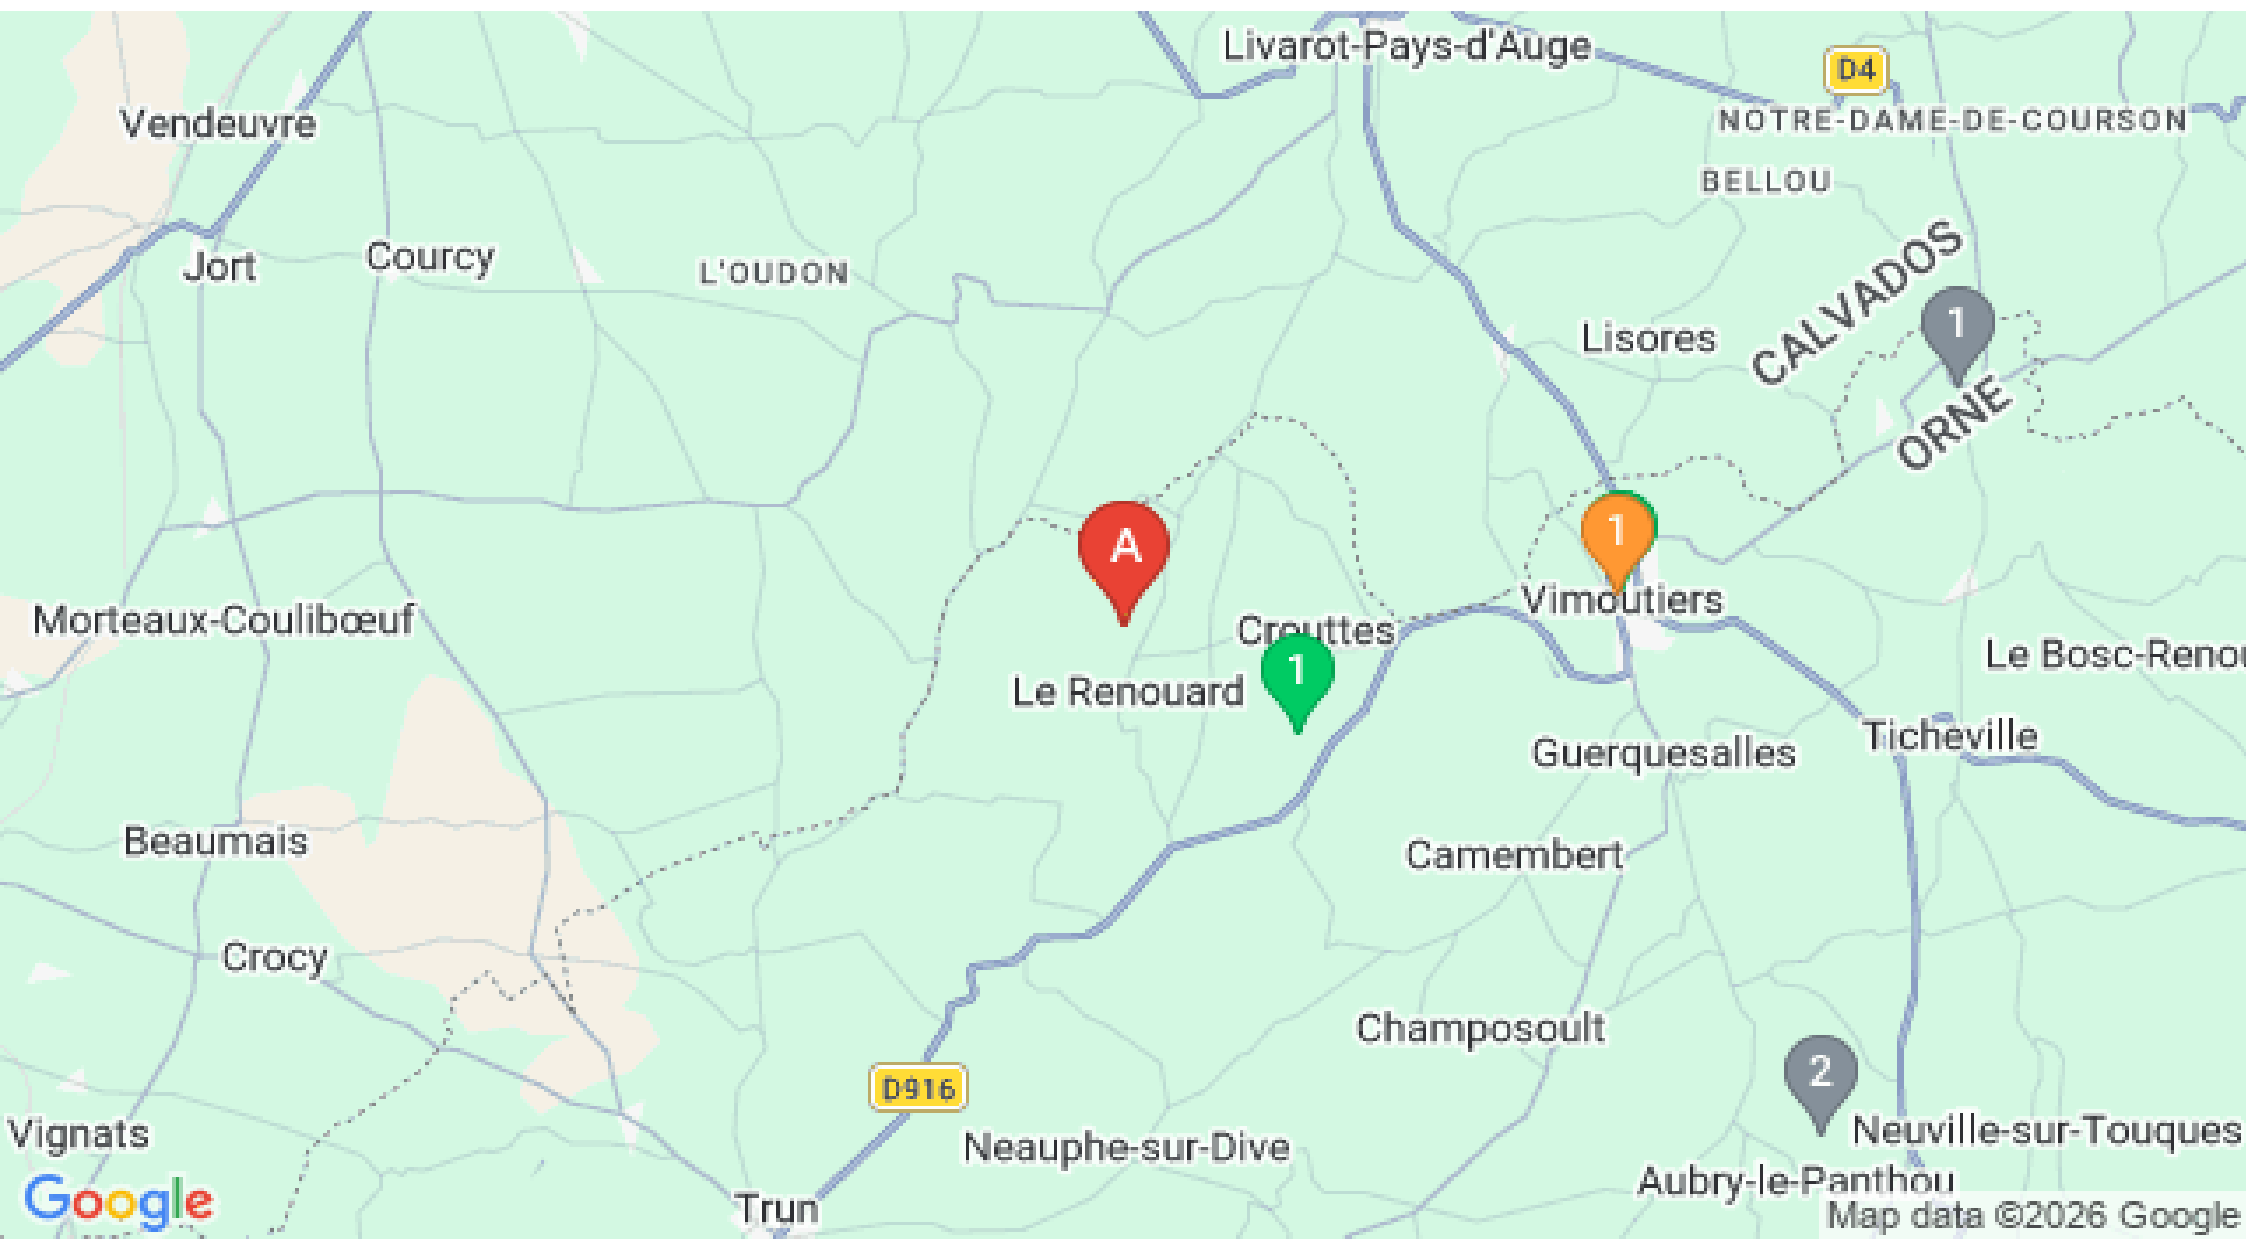 Livarot-Pays-d'Auge
D4
Vendeuvre
NOTRE-DAME-DE-COURSON
BELLOU
Jort
Courcy
L'OUDON
CALVADOS
1
Lisores
ORNE
A
1
Vimoutiers
Morteaux-Coulibœuf
Crouttes
1
Le Renouard
Le Bosc-Renou
Guerquesalles
Ticheville
Beaumais
Camembert
Crocy
Champosoult
2
D916
Vignats
Neauphe-sur-Dive
Neuville-sur-Touques
Aubry-le-Panthou
Google
Trun
Map data ©2026 Google